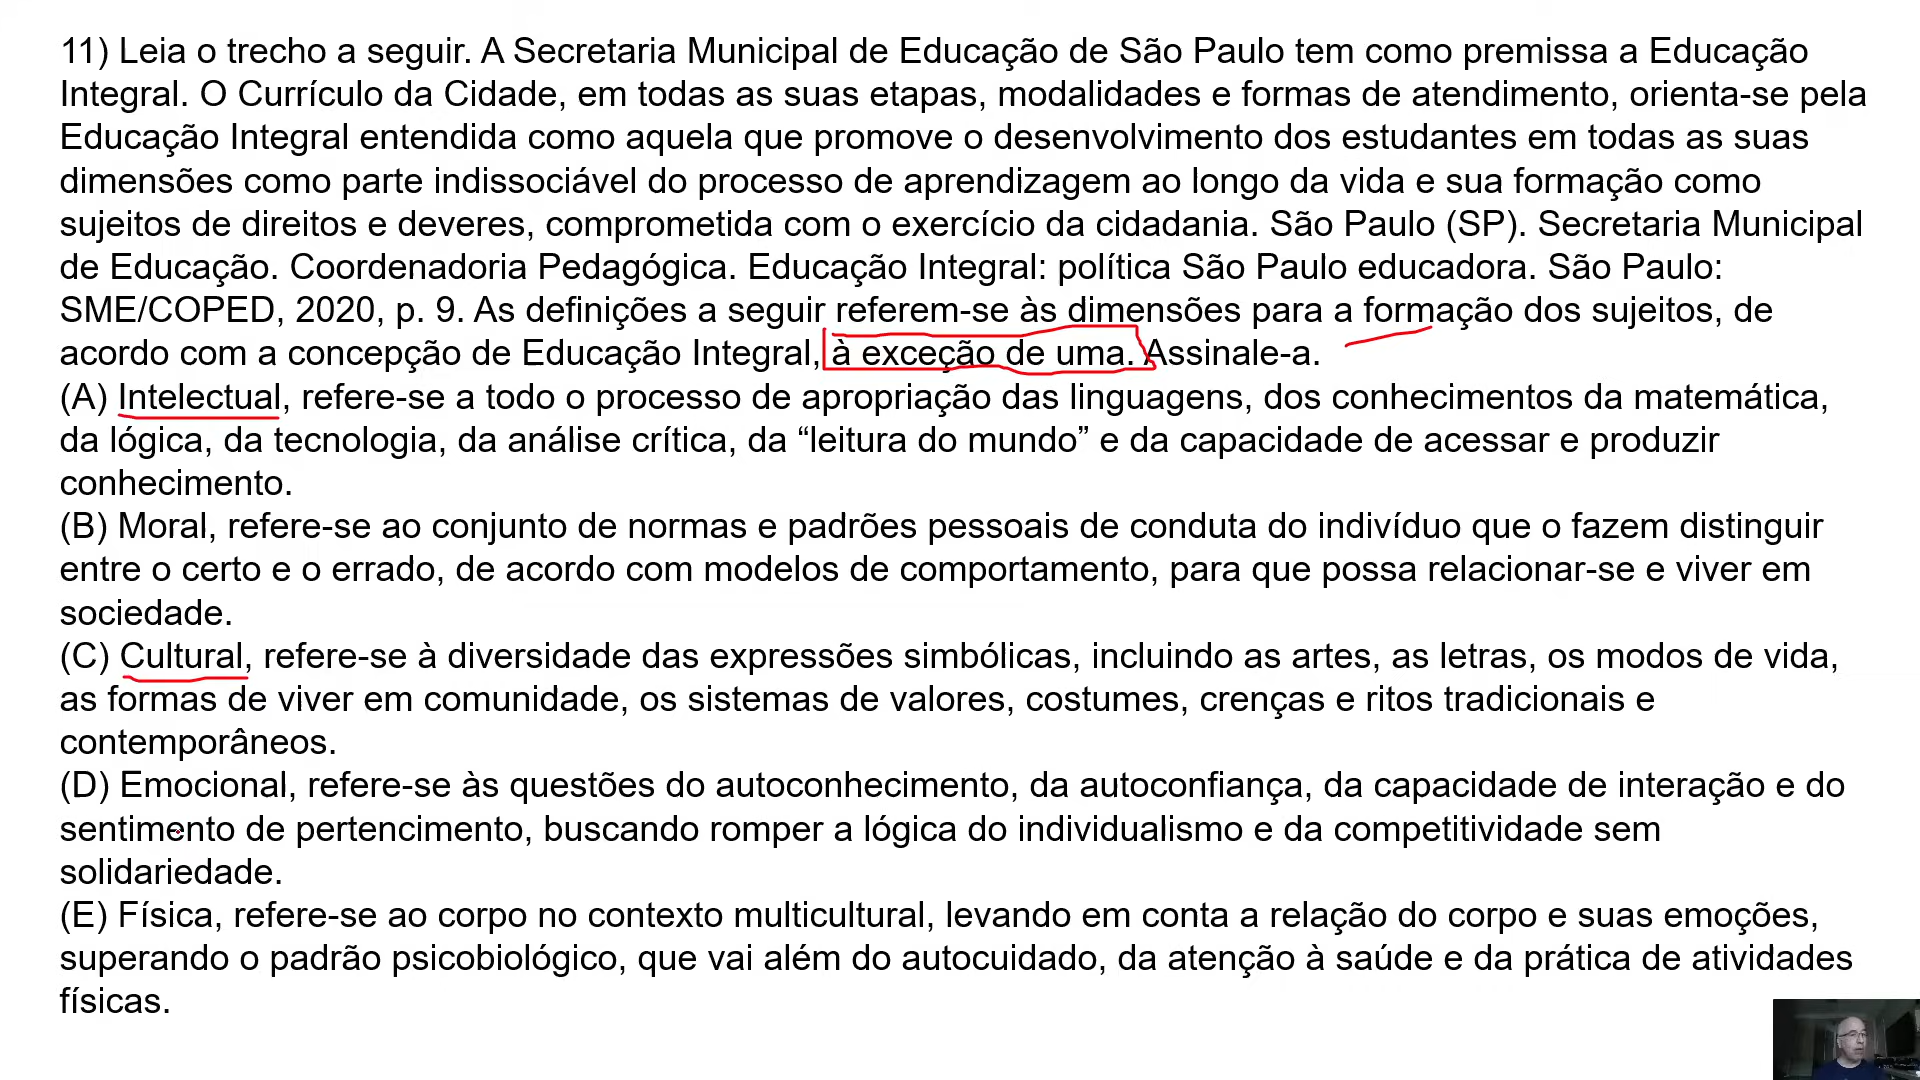 11) Leia o trecho a seguir. A Secretaria Municipal de Educação de São Paulo tem como premissa a Educação
Integral. O Currículo da Cidade, em todas as suas etapas, modalidades e formas de atendimento, orienta-se pela
Educação Integral entendida como aquela que promove o desenvolvimento dos estudantes em todas as suas
dimensões como parte indissociável do processo de aprendizagem ao longo da vida e sua formação como
sujeitos de direitos e deveres, comprometida com o exercício da cidadania. São Paulo (SP). Secretaria Municipal
de Educação. Coordenadoria Pedagógica. Educação Integral: política São Paulo educadora. São Paulo:
SME/COPED, 2020, p. 9. As definições a seguir referem-se às dimensões para a formação dos sujeitos, de
acordo com a concepção de Educação Integral, à exceção de uma. Assinale-a.
(A) Intelectual, refere-se a todo o processo de apropriação das linguagens, dos conhecimentos da matemática,
da lógica, da tecnologia, da análise crítica, da “leitura do mundo” e da capacidade de acessar e produzir
conhecimento.
(B) Moral, refere-se ao conjunto de normas e padrões pessoais de conduta do indivíduo que o fazem distinguir
entre o certo e o errado, de acordo com modelos de comportamento, para que possa relacionar-se e viver em
sociedade.
(C) Cultural, refere-se à diversidade das expressões simbólicas, incluindo as artes, as letras, os modos de vida,
as formas de viver em comunidade, os sistemas de valores, costumes, crenças e ritos tradicionais e
contemporâneos.
(D) Emocional, refere-se às questões do autoconhecimento, da autoconfiança, da capacidade de interação e do
sentimento de pertencimento, buscando romper a lógica do individualismo e da competitividade sem
solidariedade.
(E) Física, refere-se ao corpo no contexto multicultural, levando em conta a relação do corpo e suas emoções,
superando o padrão psicobiológico, que vai além do autocuidado, da atenção à saúde e da prática de atividades
físicas.